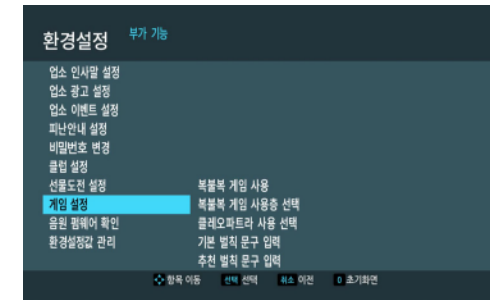 환경설정 부가 기능
업소 인사말 설정
업소 광고 설정
업소 이벤트 설정
피난안내 설정
비밀번호 변경
클럽 설정
선물도전 설정 복불복 게임 사용
게임 설정 복불복 게임 사용층 선택
음원 펌웨어 확인 클레오파트라 사용 선택
환경설정값 관리 기본 벌칙 문구 입력
추천 벌칙 문구 입력
항목 이동 선택 선택 취소 이전 0 초기화면